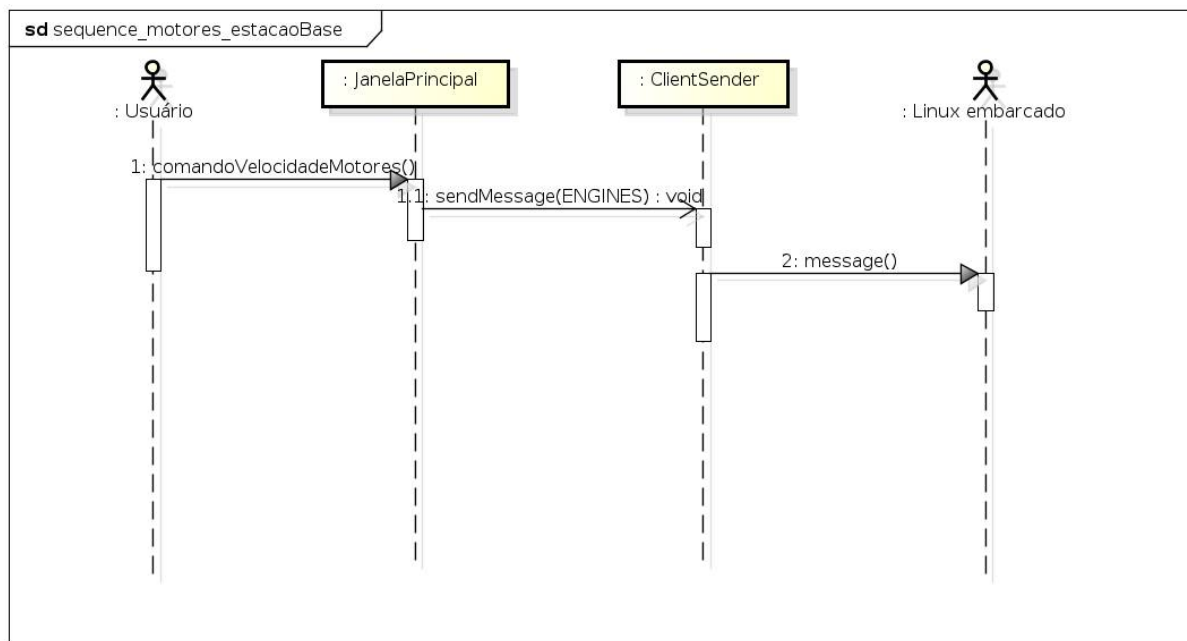 sd sequence_motores_estacaoBase
: Usuário
: JanelaPrincipal
: ClientSender
: Linux embarcado
1: comandoVelocidadeMotores()
1.1: sendMessage(ENGINES) : void
2: message()